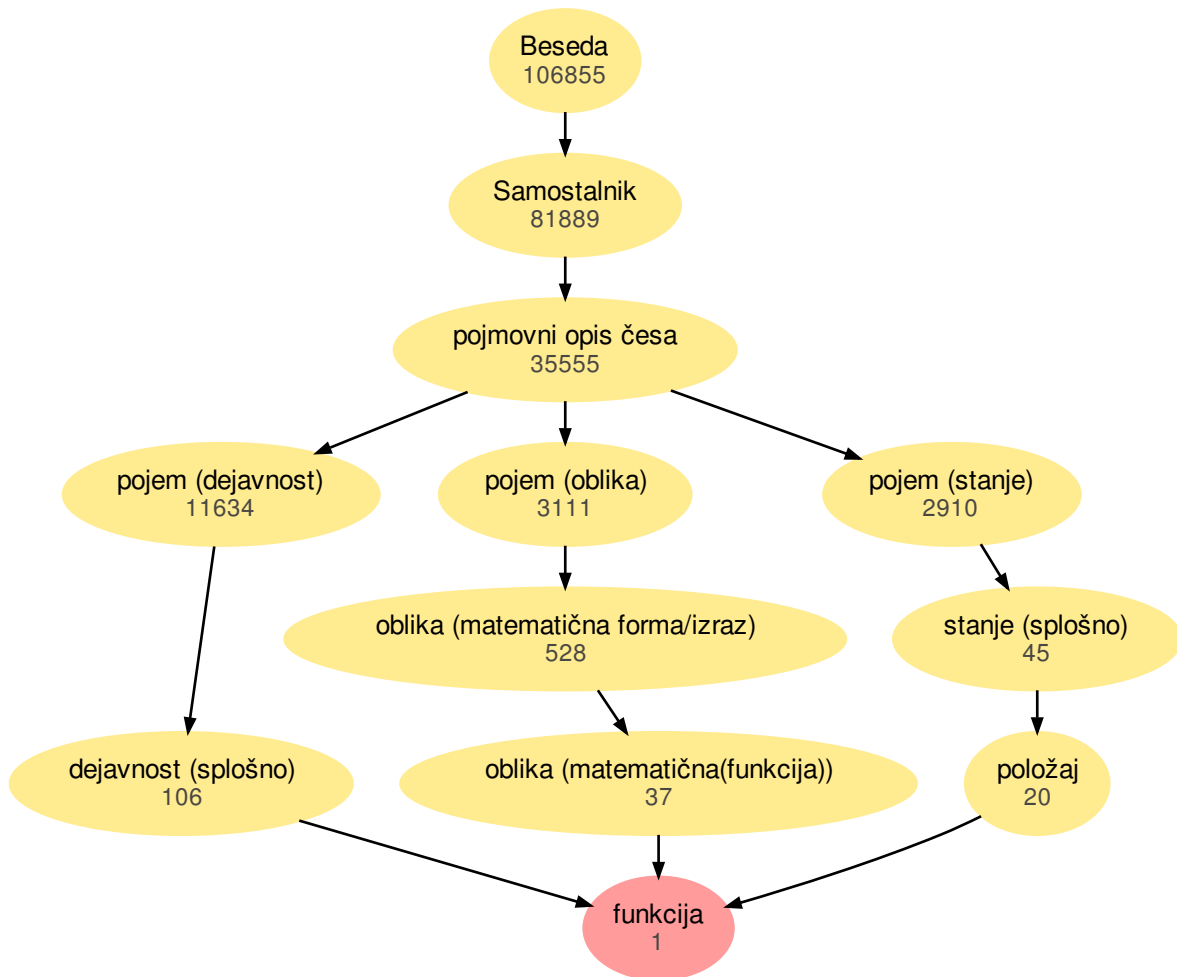 Beseda
106855
Samostalnik
81889
pojmovni opis česa
35555
pojem (dejavnost)
11634
pojem (oblika)
3111
pojem (stanje)
2910
oblika (matematična forma/izraz)
528
stanje (splošno)
45
dejavnost (splošno)
106
oblika (matematična(funkcija))
37
položaj
20
funkcija
1